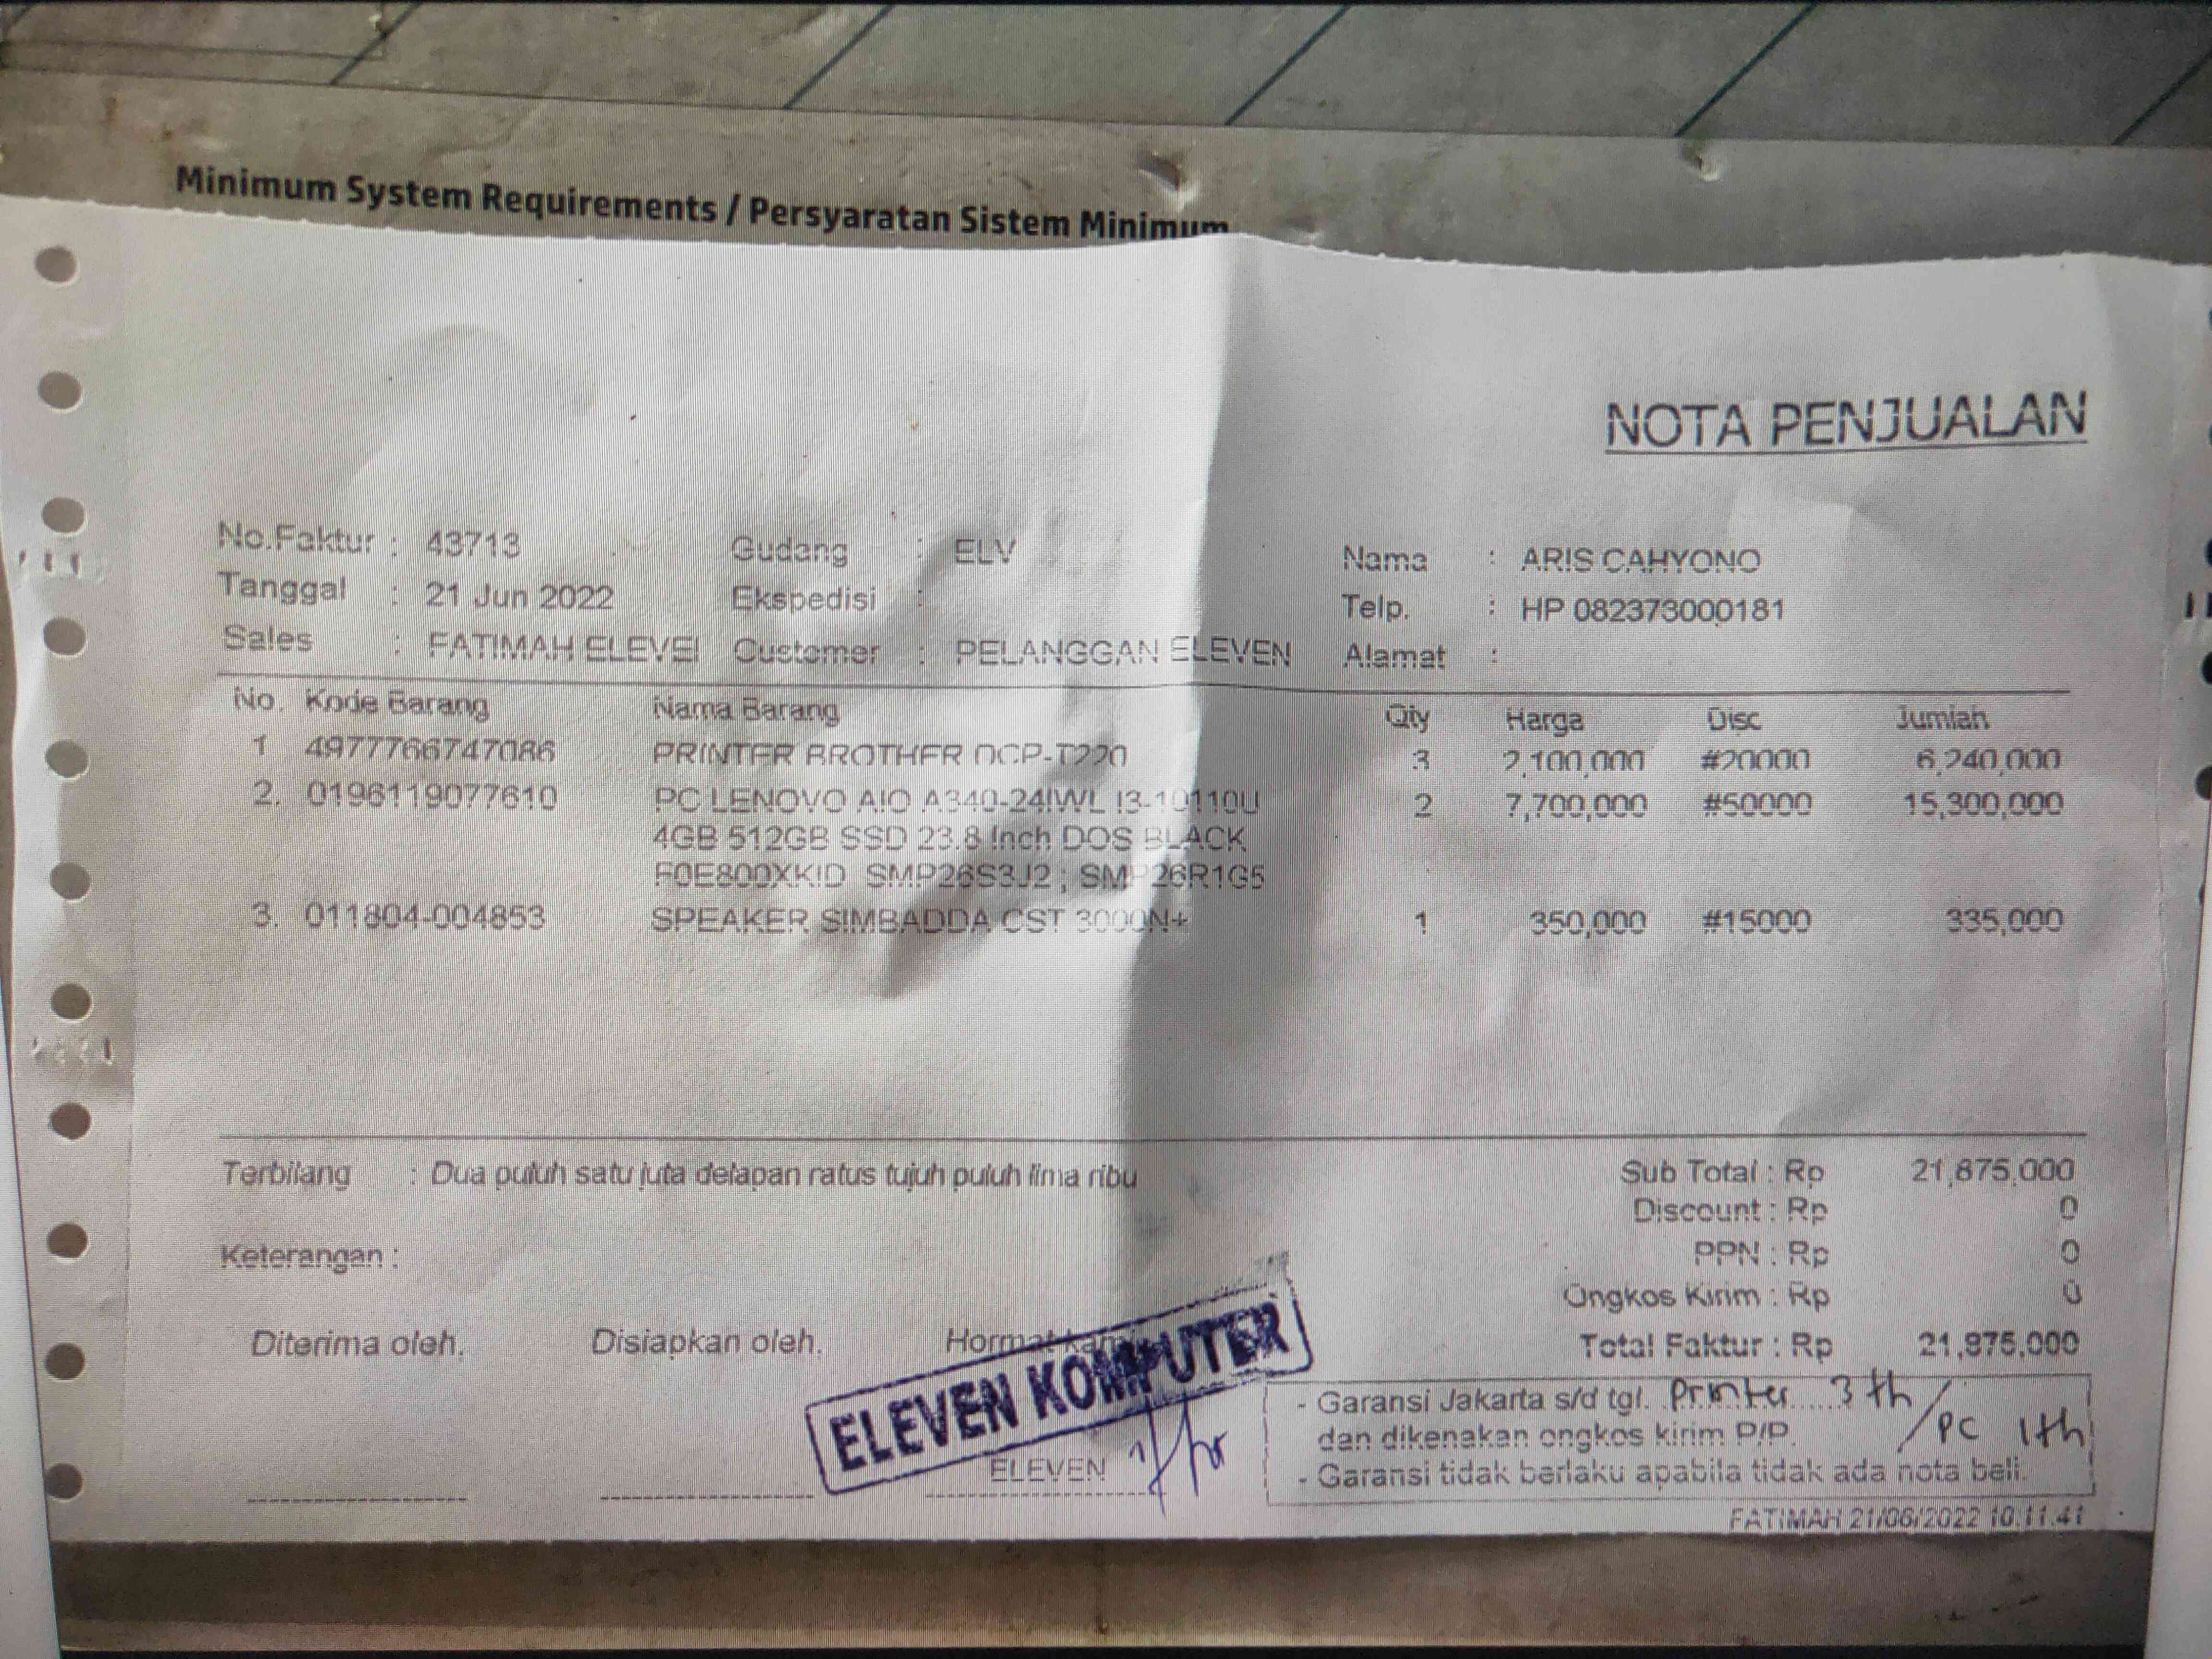 Minimum System Requirements / Persyaratan Sistem Minimum
NOTA PENJUALAN
No.Faktur : 43713 Gudang : ELV Nama : ARIS CAHYONO
Tanggal : 21 Jun 2022 Ekspedisi : Telp. : HP 082373000181
Sales : FATIMAH ELEVEI Customer : PELANGGAN ELEVEN Alamat :
No. Kode Barang Nama Barang Qty Harga Disc Jumlah
1 4977766747086 PRINTER BROTHER DCP-T220 3 2,100,000 #20000 6,240,000
2. 0196119077610 PC LENOVO AIO A340-24IWL I3-10110U 2 7,700,000 #50000 15,300,000
4GB 512GB SSD 23.8 Inch DOS BLACK
F0E800XKID SMP26S3J2 ; SMP26R1G5
3. 011804-004853 SPEAKER SIMBADDA CST 3000N+ 1 350,000 #15000 335,000
Terbilang : Dua puluh satu juta delapan ratus tujuh puluh lima ribu Sub Total : Rp 21,875,000
Discount : Rp 0
Keterangan : PPN : Rp 0
Ongkos Kirim : Rp 0
Diterima oleh, Disiapkan oleh, Hormat kami Total Faktur : Rp 21,875,000
ELEVEN KOMPUTER
- Garansi Jakarta s/d tgl. Printer 3 th /
dan dikenakan ongkos kirim P/P. / PC 1th
ELEVEN - Garansi tidak berlaku apabila tidak ada nota beli.
FATIMAH 21/06/2022 10:11:41